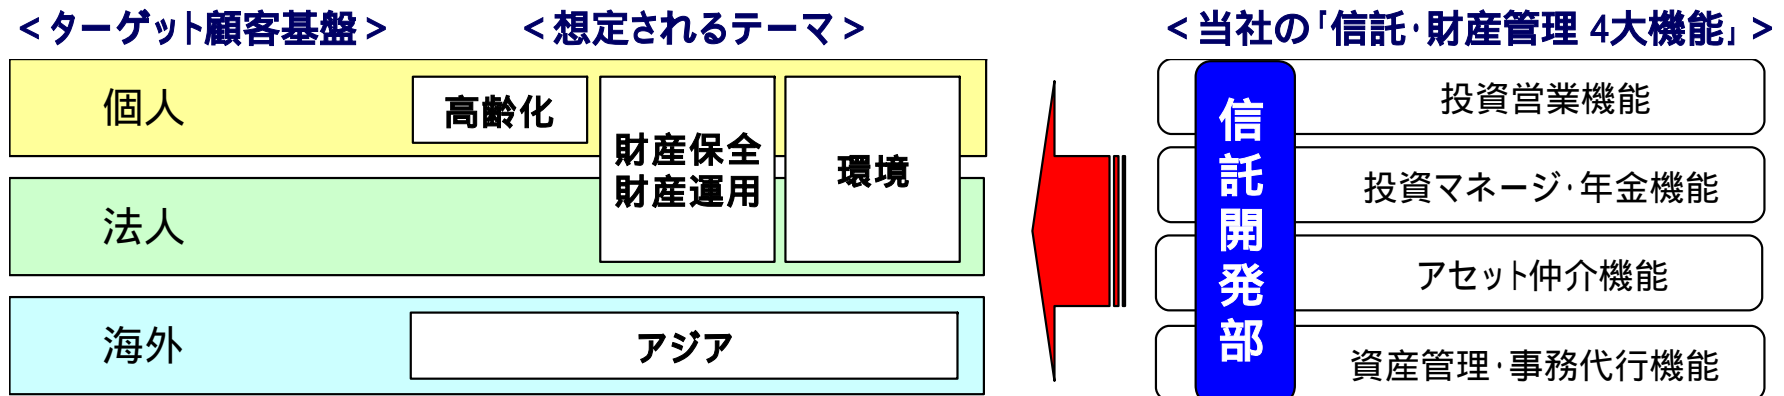 ＜ターゲット顧客基盤＞
＜想定されるテーマ＞
＜当社の「信託・財産管理 4大機能」＞
個人
高齢化
財産保全
財産運用
環境
法人
海外
アジア
信託開発部
投資営業機能
投資マネージ・年金機能
アセット仲介機能
資産管理・事務代行機能